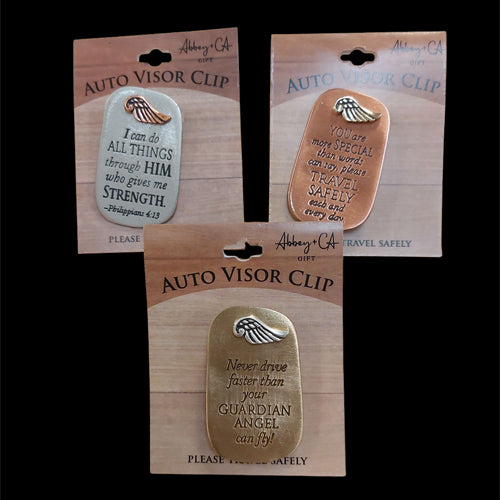 Abbey + CA
GIFT
AUTO VISOR CLIP
I can do
ALL THINGS
through HIM
who gives me
STRENGTH.
-Philippians 4:13
PLEASE TRAVEL SAFELY
Abbey + CA
GIFT
AUTO VISOR CLIP
YOU are
more SPECIAL
than words
can say, please
TRAVEL
SAFELY
each and
every day.
TRAVEL SAFELY
Abbey + CA
GIFT
AUTO VISOR CLIP
Never drive
faster than
your
GUARDIAN
ANGEL
can fly!
PLEASE TRAVEL SAFELY